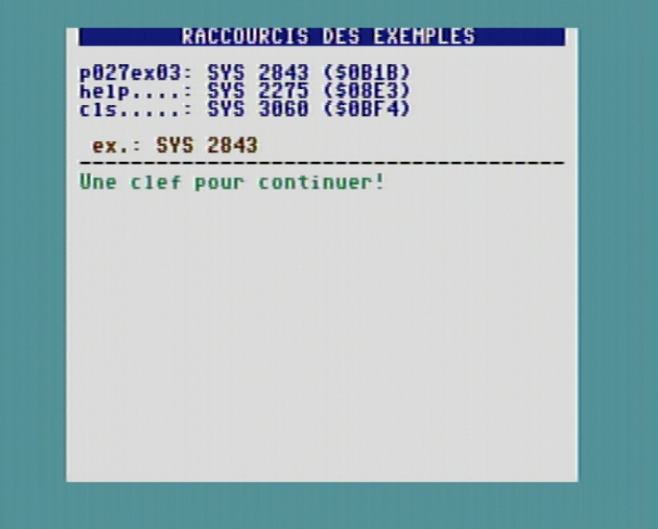 RACCOURCIS DES EXEMPLES
p027ex03: SYS 2843 ($0B1B)
help....: SYS 2275 ($08E3)
cls.....: SYS 3060 ($0BF4)
ex.: SYS 2843
--------------------------------------
Une clef pour continuer!